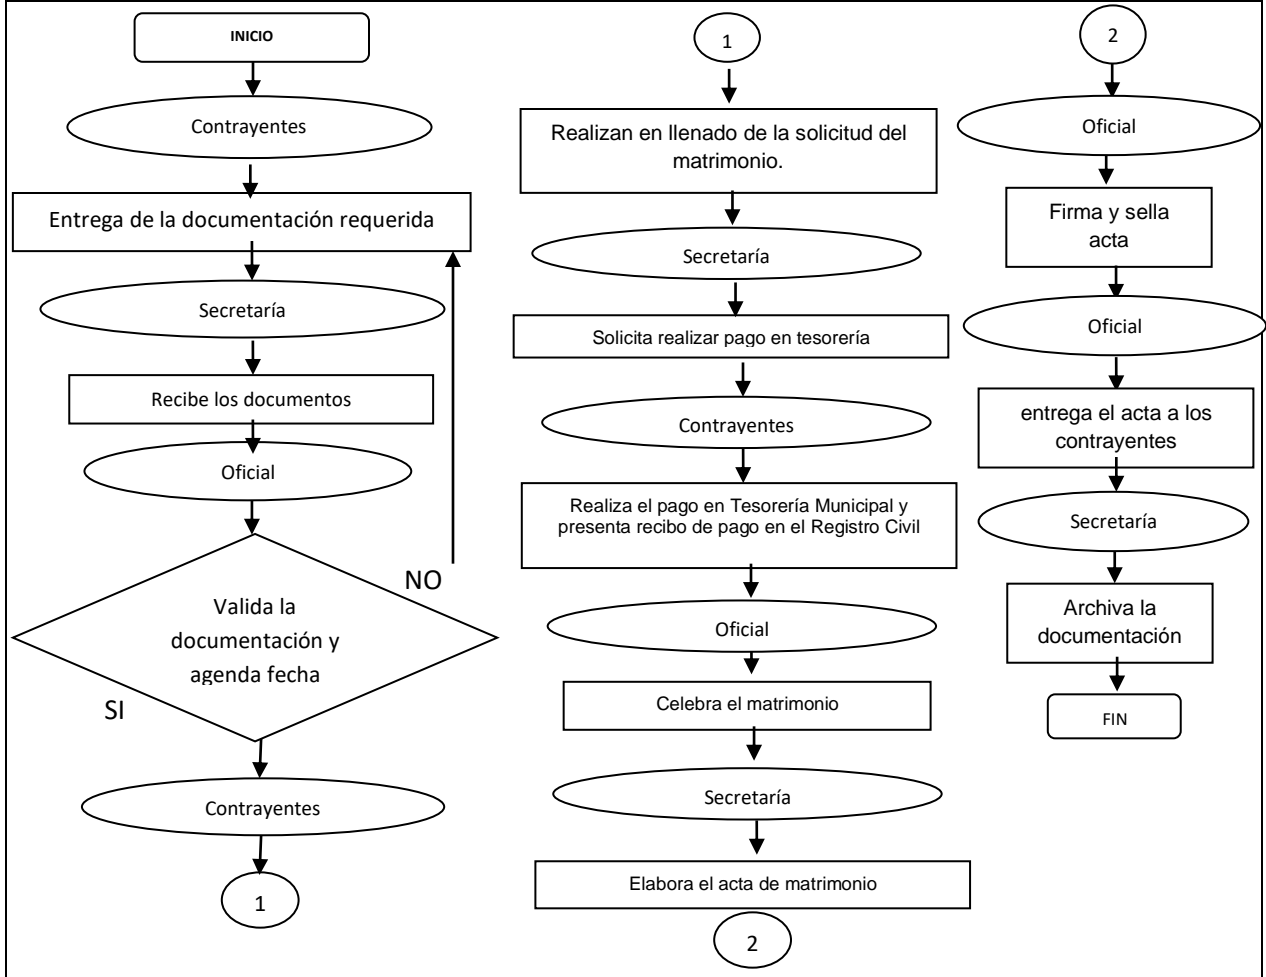 INICIO
Contrayentes
Entrega de la documentación requerida
Secretaría
Recibe los documentos
Oficial
NO
Valida la
documentación y
agenda fecha
SI
Contrayentes
1
1
Realizan en llenado de la solicitud del
matrimonio.
Secretaría
Solicita realizar pago en tesorería
Contrayentes
Realiza el pago en Tesorería Municipal y
presenta recibo de pago en el Registro Civil
Oficial
Celebra el matrimonio
Secretaría
Elabora el acta de matrimonio
2
2
Oficial
Firma y sella
acta
Oficial
entrega el acta a los
contrayentes
Secretaría
Archiva la
documentación
FIN